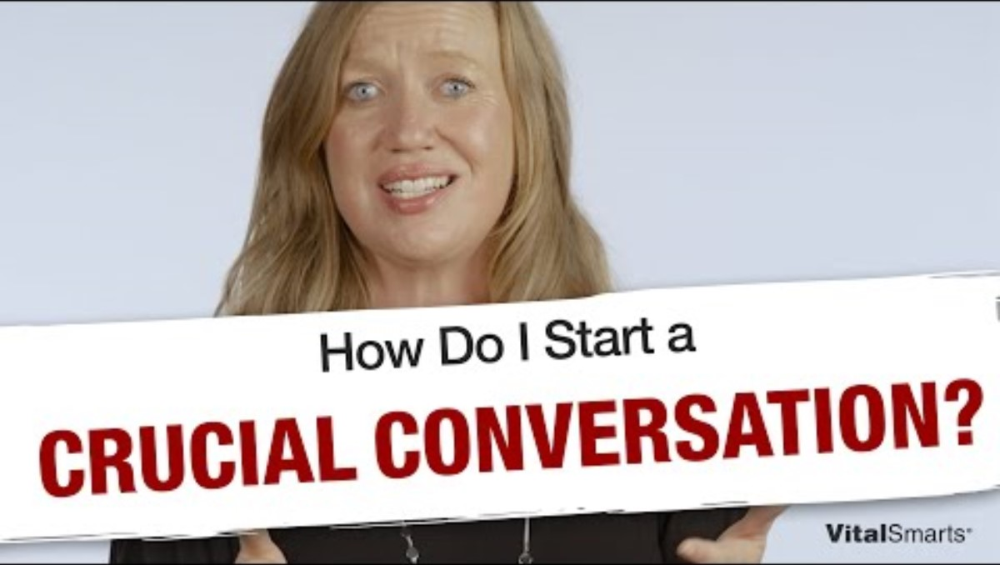 How Do I Start a
CRUCIAL CONVERSATION?
VitalSmarts